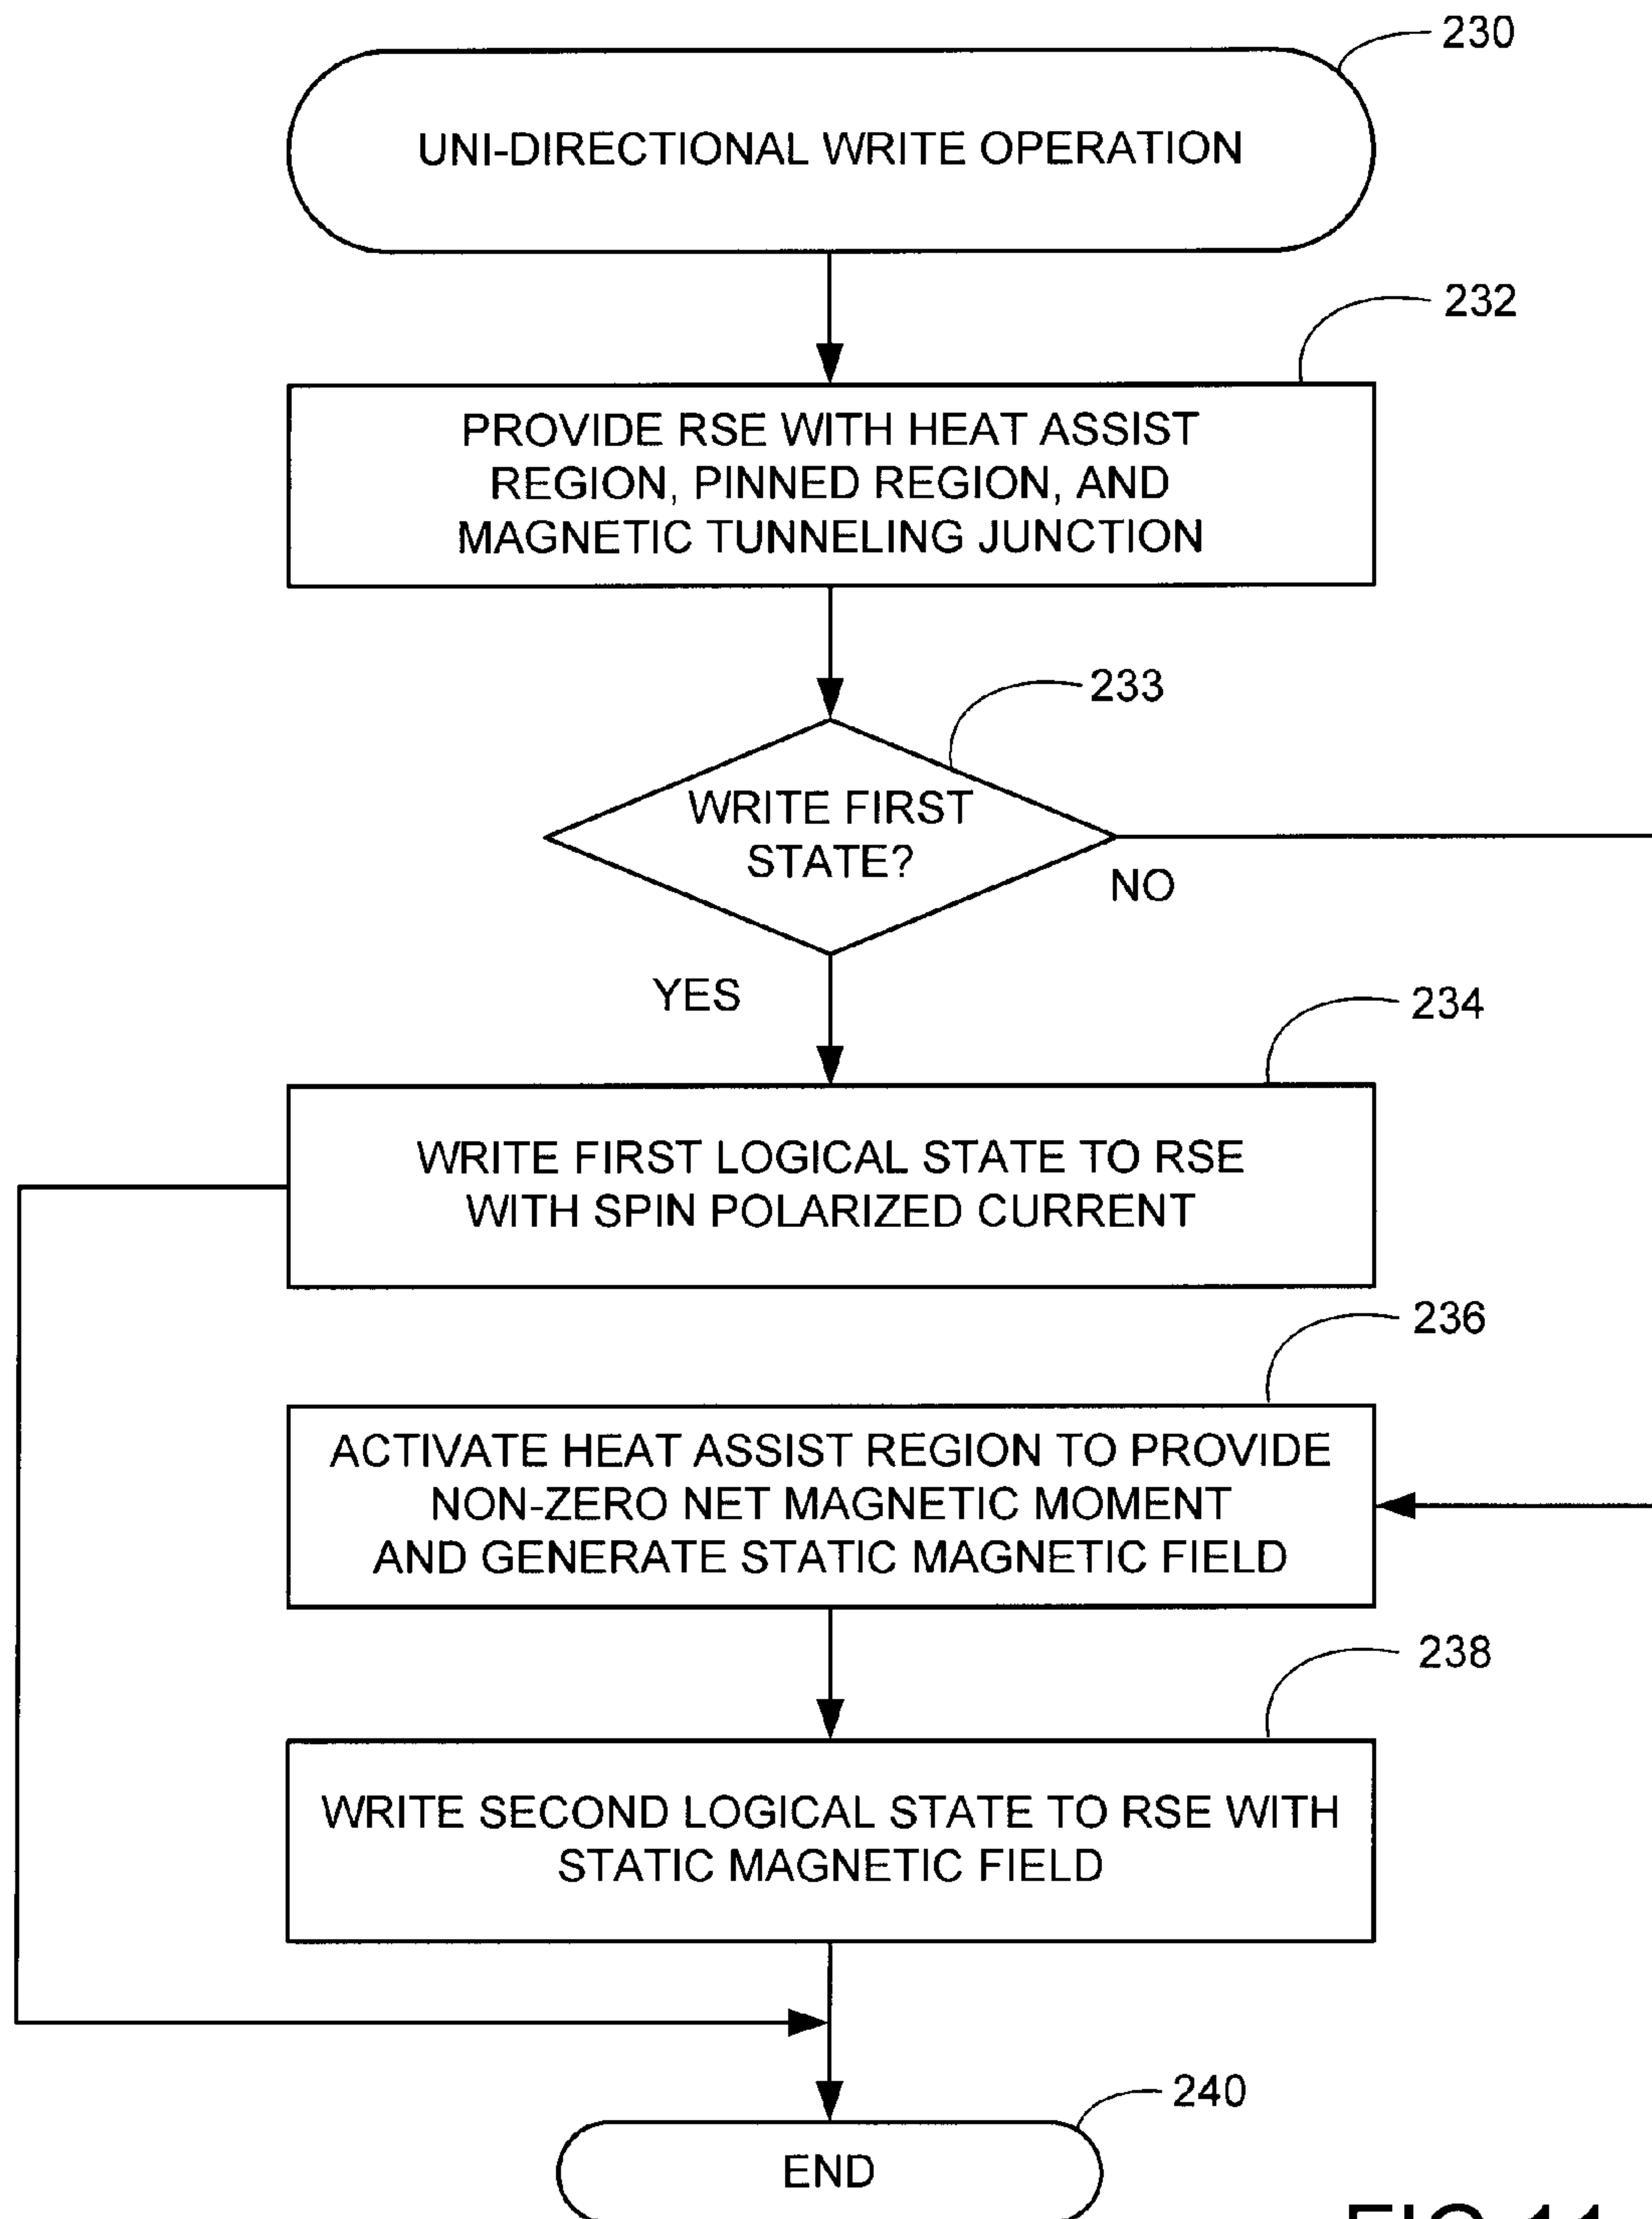 230
UNI-DIRECTIONAL WRITE OPERATION
232
PROVIDE RSE WITH HEAT ASSIST
REGION, PINNED REGION, AND
MAGNETIC TUNNELING JUNCTION
233
WRITE FIRST
STATE?
NO
YES
234
WRITE FIRST LOGICAL STATE TO RSE
WITH SPIN POLARIZED CURRENT
236
ACTIVATE HEAT ASSIST REGION TO PROVIDE
NON-ZERO NET MAGNETIC MOMENT
AND GENERATE STATIC MAGNETIC FIELD
238
WRITE SECOND LOGICAL STATE TO RSE WITH
STATIC MAGNETIC FIELD
240
END